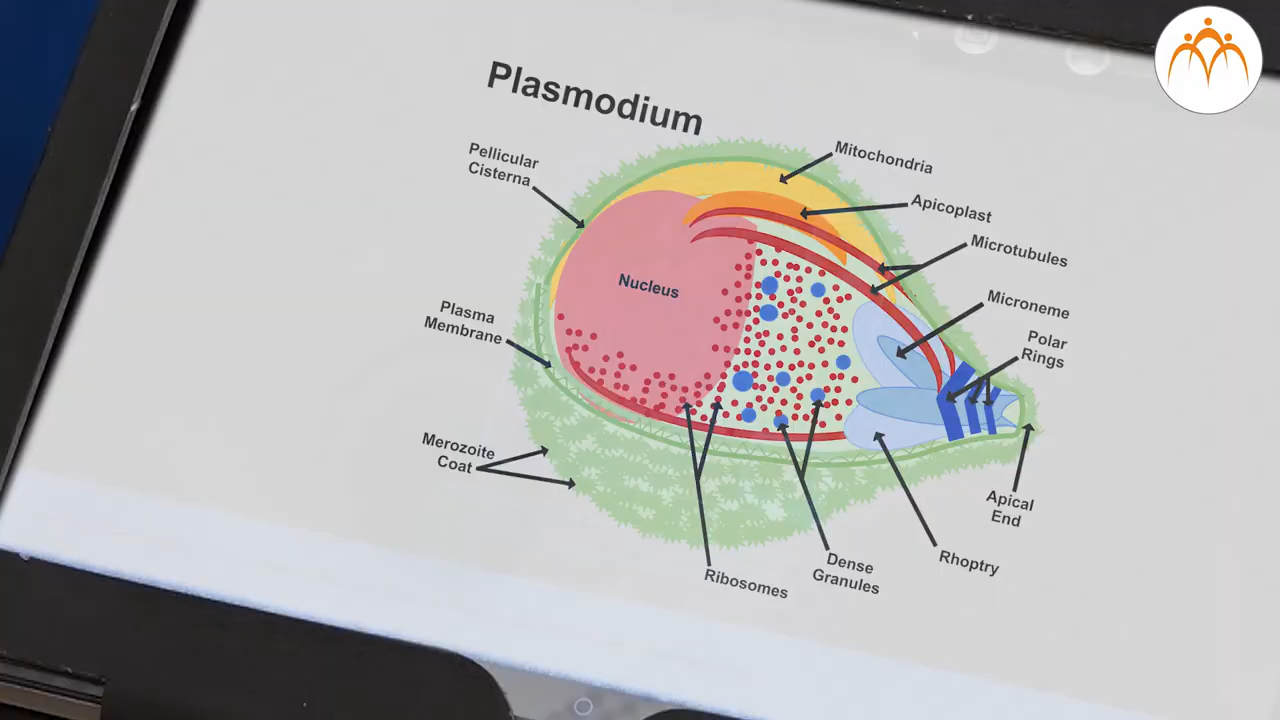 Plasmodium
Pellicular
Cisterna
Mitochondria
Apicoplast
Microtubules
Nucleus
Microneme
Plasma
Membrane
Polar
Rings
Merozoite
Coat
Apical
End
Ribosomes
Dense
Granules
Rhoptry